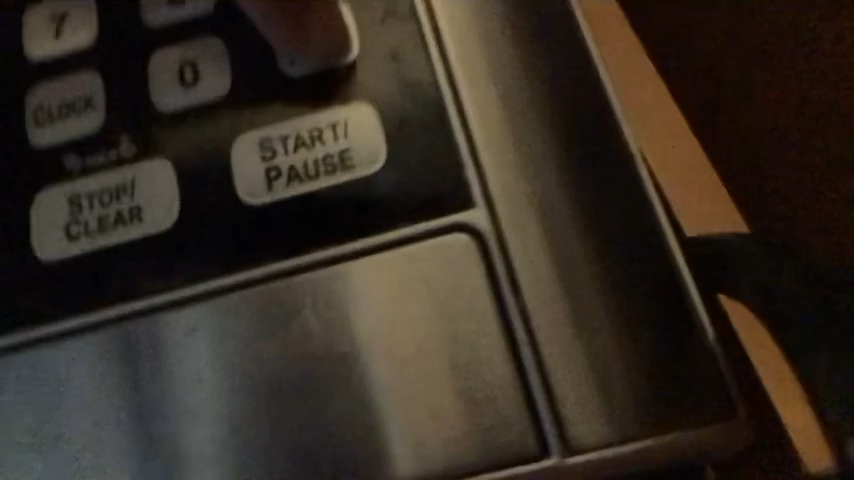 7
0
CLOCK
START/
PAUSE
STOP/
CLEAR